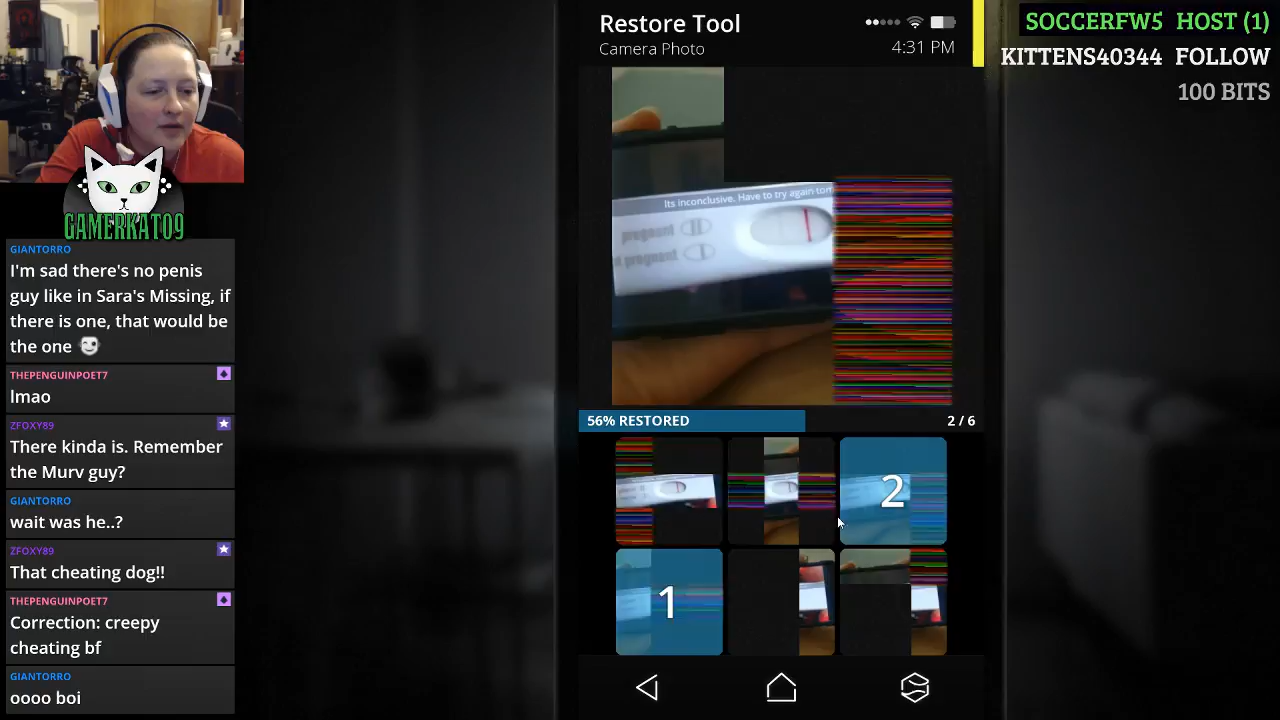 Restore Tool
Camera Photo
4:31 PM
SOCCERFW5 HOST (1)
KITTENS40344 FOLLOW
100 BITS
GAMERKAT09
GIANTORRO
I'm sad there's no penis
guy like in Sara's Missing, if
there is one, that would be
the one
THEPENGUINPOET7
lmao
ZFOXY89
There kinda is. Remember
the Murv guy?
GIANTORRO
wait was he..?
ZFOXY89
That cheating dog!!
THEPENGUINPOET7
Correction: creepy
cheating bf
GIANTORRO
oooo boi
Its inconclusive. Have to try again tom
pregnant
pregnant
56% RESTORED
2 / 6
2
1